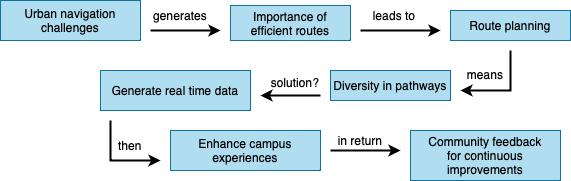 Urban navigation
challenges
generates
Importance of
efficient routes
leads to
Route planning
means
Diversity in pathways
solution?
Generate real time data
then
Enhance campus
experiences
in return
Community feedback
for continuous
improvements